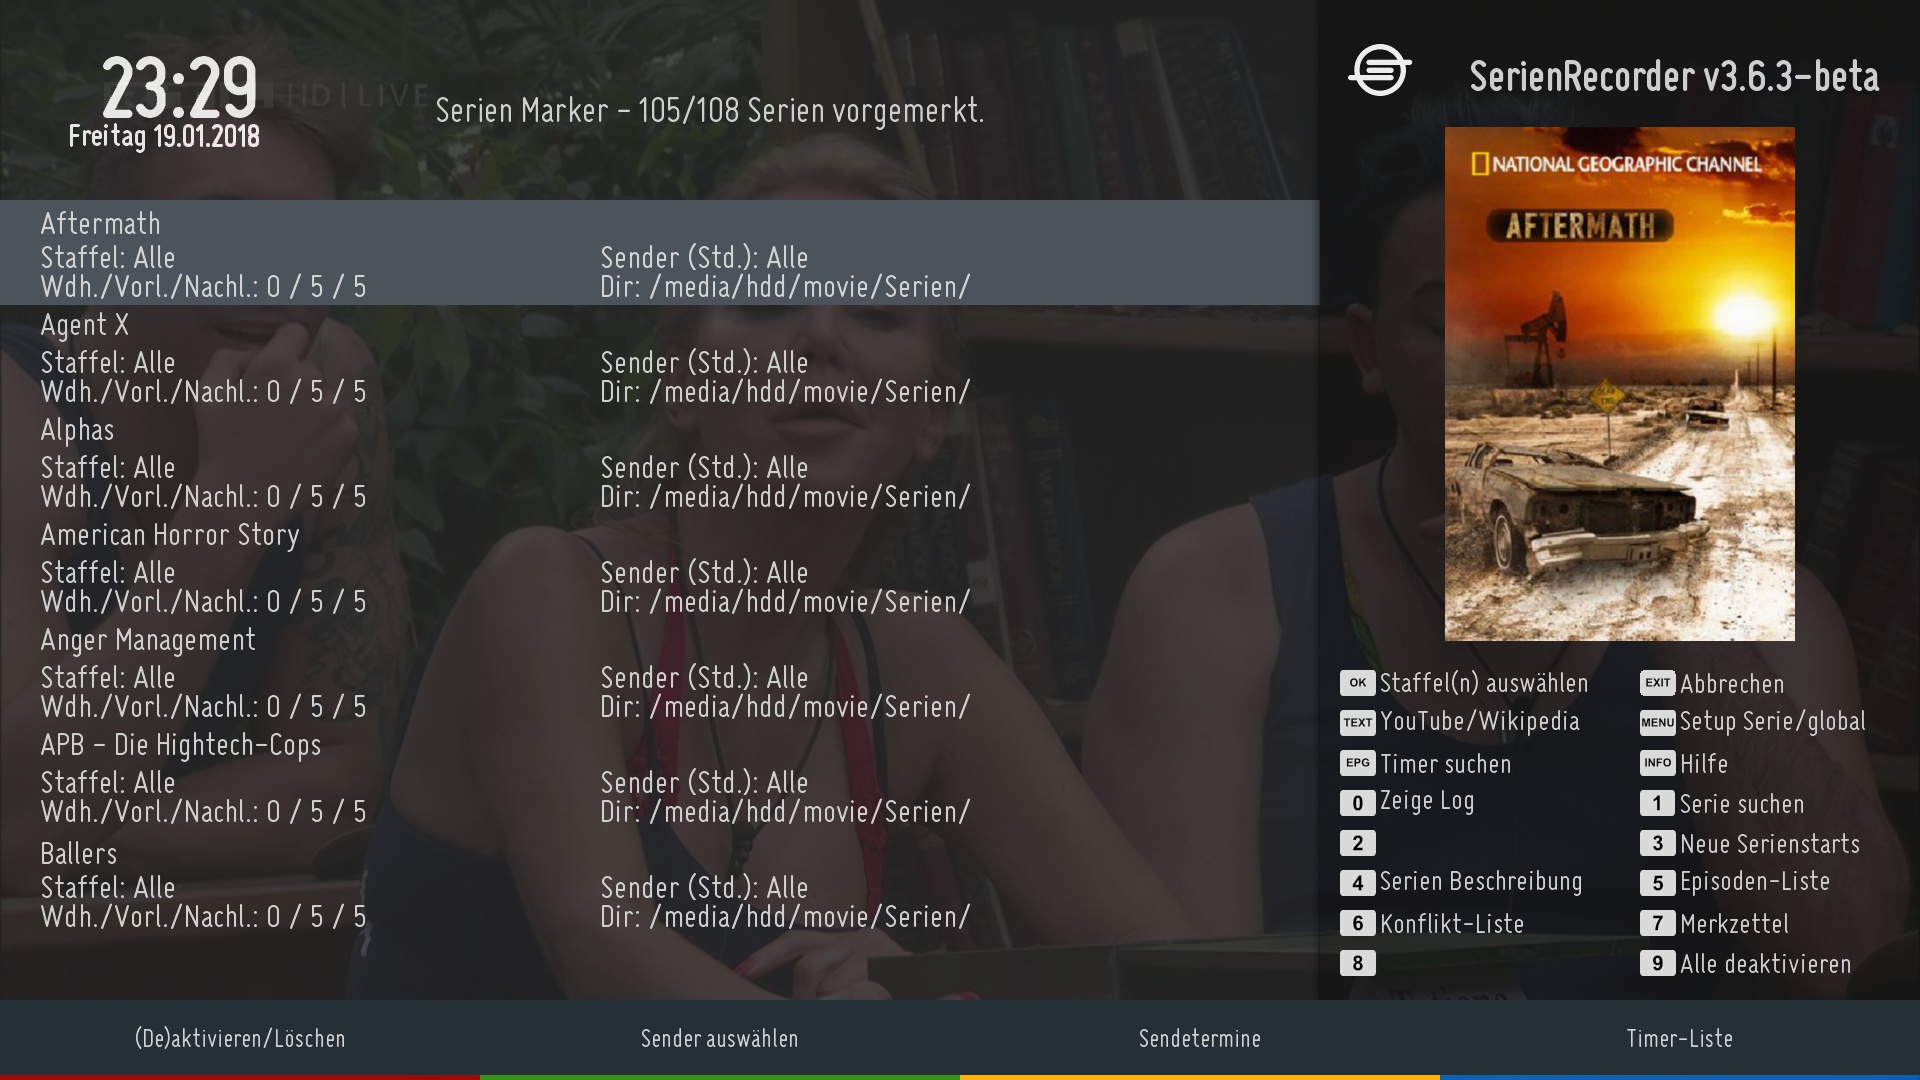 23:29
HD | LIVE
Freitag 19.01.2018
Serien Marker - 105/108 Serien vorgemerkt.
SerienRecorder v3.6.3-beta
Aftermath
Staffel: Alle
Sender (Std.): Alle
Wdh./Vorl./Nachl.: 0 / 5 / 5
Dir: /media/hdd/movie/Serien/
Agent X
Staffel: Alle
Sender (Std.): Alle
Wdh./Vorl./Nachl.: 0 / 5 / 5
Dir: /media/hdd/movie/Serien/
Alphas
Staffel: Alle
Sender (Std.): Alle
Wdh./Vorl./Nachl.: 0 / 5 / 5
Dir: /media/hdd/movie/Serien/
American Horror Story
Staffel: Alle
Sender (Std.): Alle
Wdh./Vorl./Nachl.: 0 / 5 / 5
Dir: /media/hdd/movie/Serien/
Anger Management
Staffel: Alle
Sender (Std.): Alle
Wdh./Vorl./Nachl.: 0 / 5 / 5
Dir: /media/hdd/movie/Serien/
APB - Die Hightech-Cops
Staffel: Alle
Sender (Std.): Alle
Wdh./Vorl./Nachl.: 0 / 5 / 5
Dir: /media/hdd/movie/Serien/
Ballers
Staffel: Alle
Sender (Std.): Alle
Wdh./Vorl./Nachl.: 0 / 5 / 5
Dir: /media/hdd/movie/Serien/
NATIONAL GEOGRAPHIC CHANNEL
AFTERMATH
OK Staffel(n) auswählen
EXIT Abbrechen
TEXT YouTube/Wikipedia
MENU Setup Serie/global
EPG Timer suchen
INFO Hilfe
0 Zeige Log
1 Serie suchen
2
3 Neue Serienstarts
4 Serien Beschreibung
5 Episoden-Liste
6 Konflikt-Liste
7 Merkzettel
8
9 Alle deaktivieren
(De)aktivieren/Löschen
Sender auswählen
Sendetermine
Timer-Liste